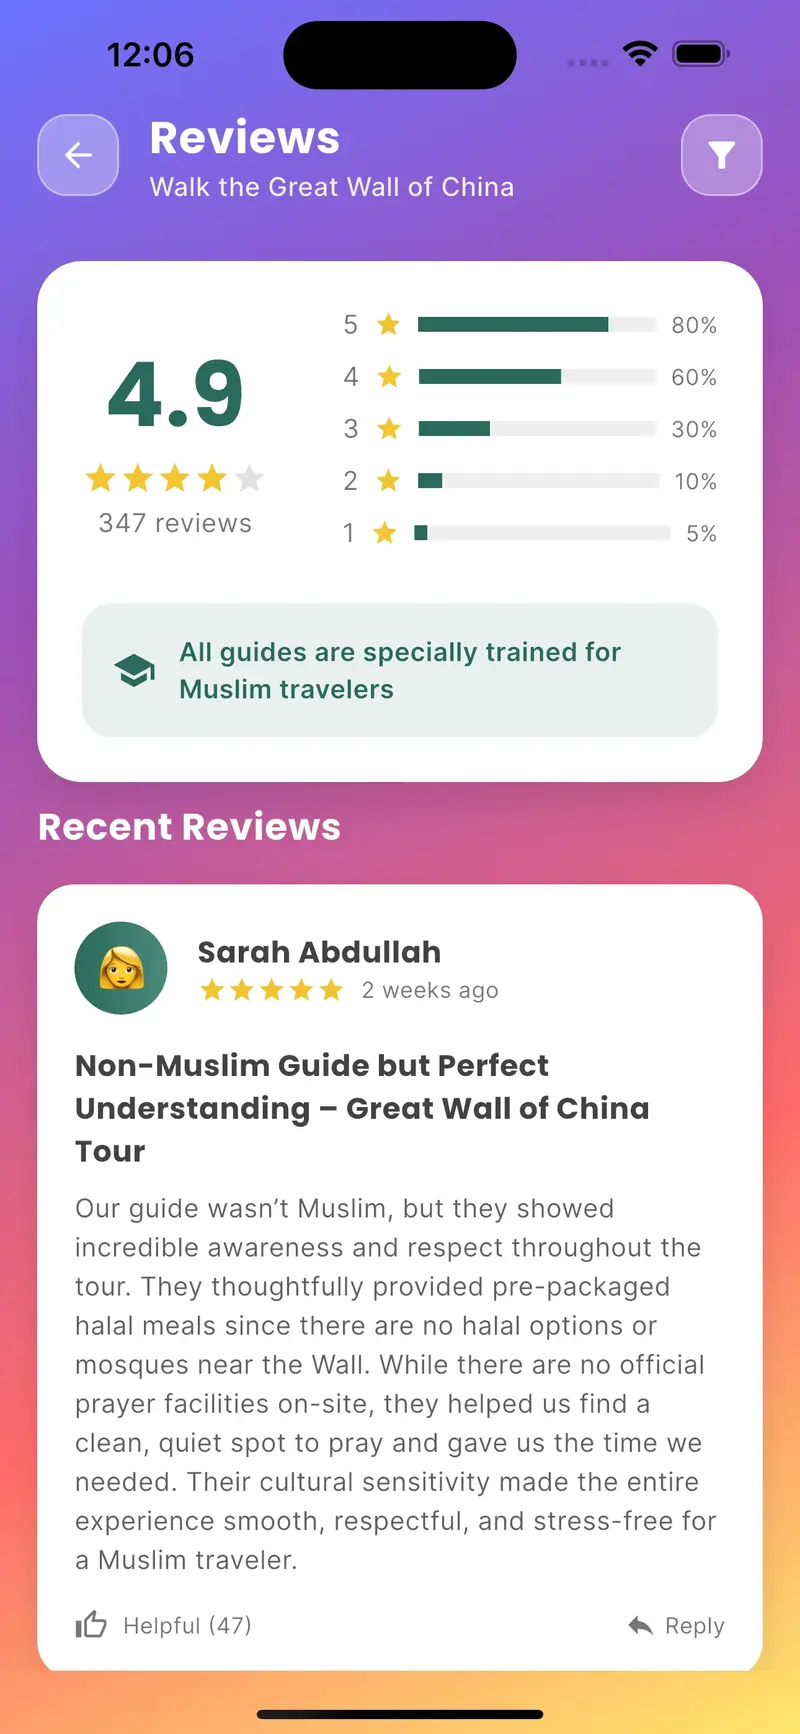 12:06
Reviews
Walk the Great Wall of China
4.9
347 reviews
5 80%
4 60%
3 30%
2 10%
1 5%
All guides are specially trained for
Muslim travelers
Recent Reviews
Sarah Abdullah
2 weeks ago
Non-Muslim Guide but Perfect
Understanding – Great Wall of China
Tour
Our guide wasn’t Muslim, but they showed
incredible awareness and respect throughout the
tour. They thoughtfully provided pre-packaged
halal meals since there are no halal options or
mosques near the Wall. While there are no official
prayer facilities on-site, they helped us find a
clean, quiet spot to pray and gave us the time we
needed. Their cultural sensitivity made the entire
experience smooth, respectful, and stress-free for
a Muslim traveler.
Helpful (47)
Reply